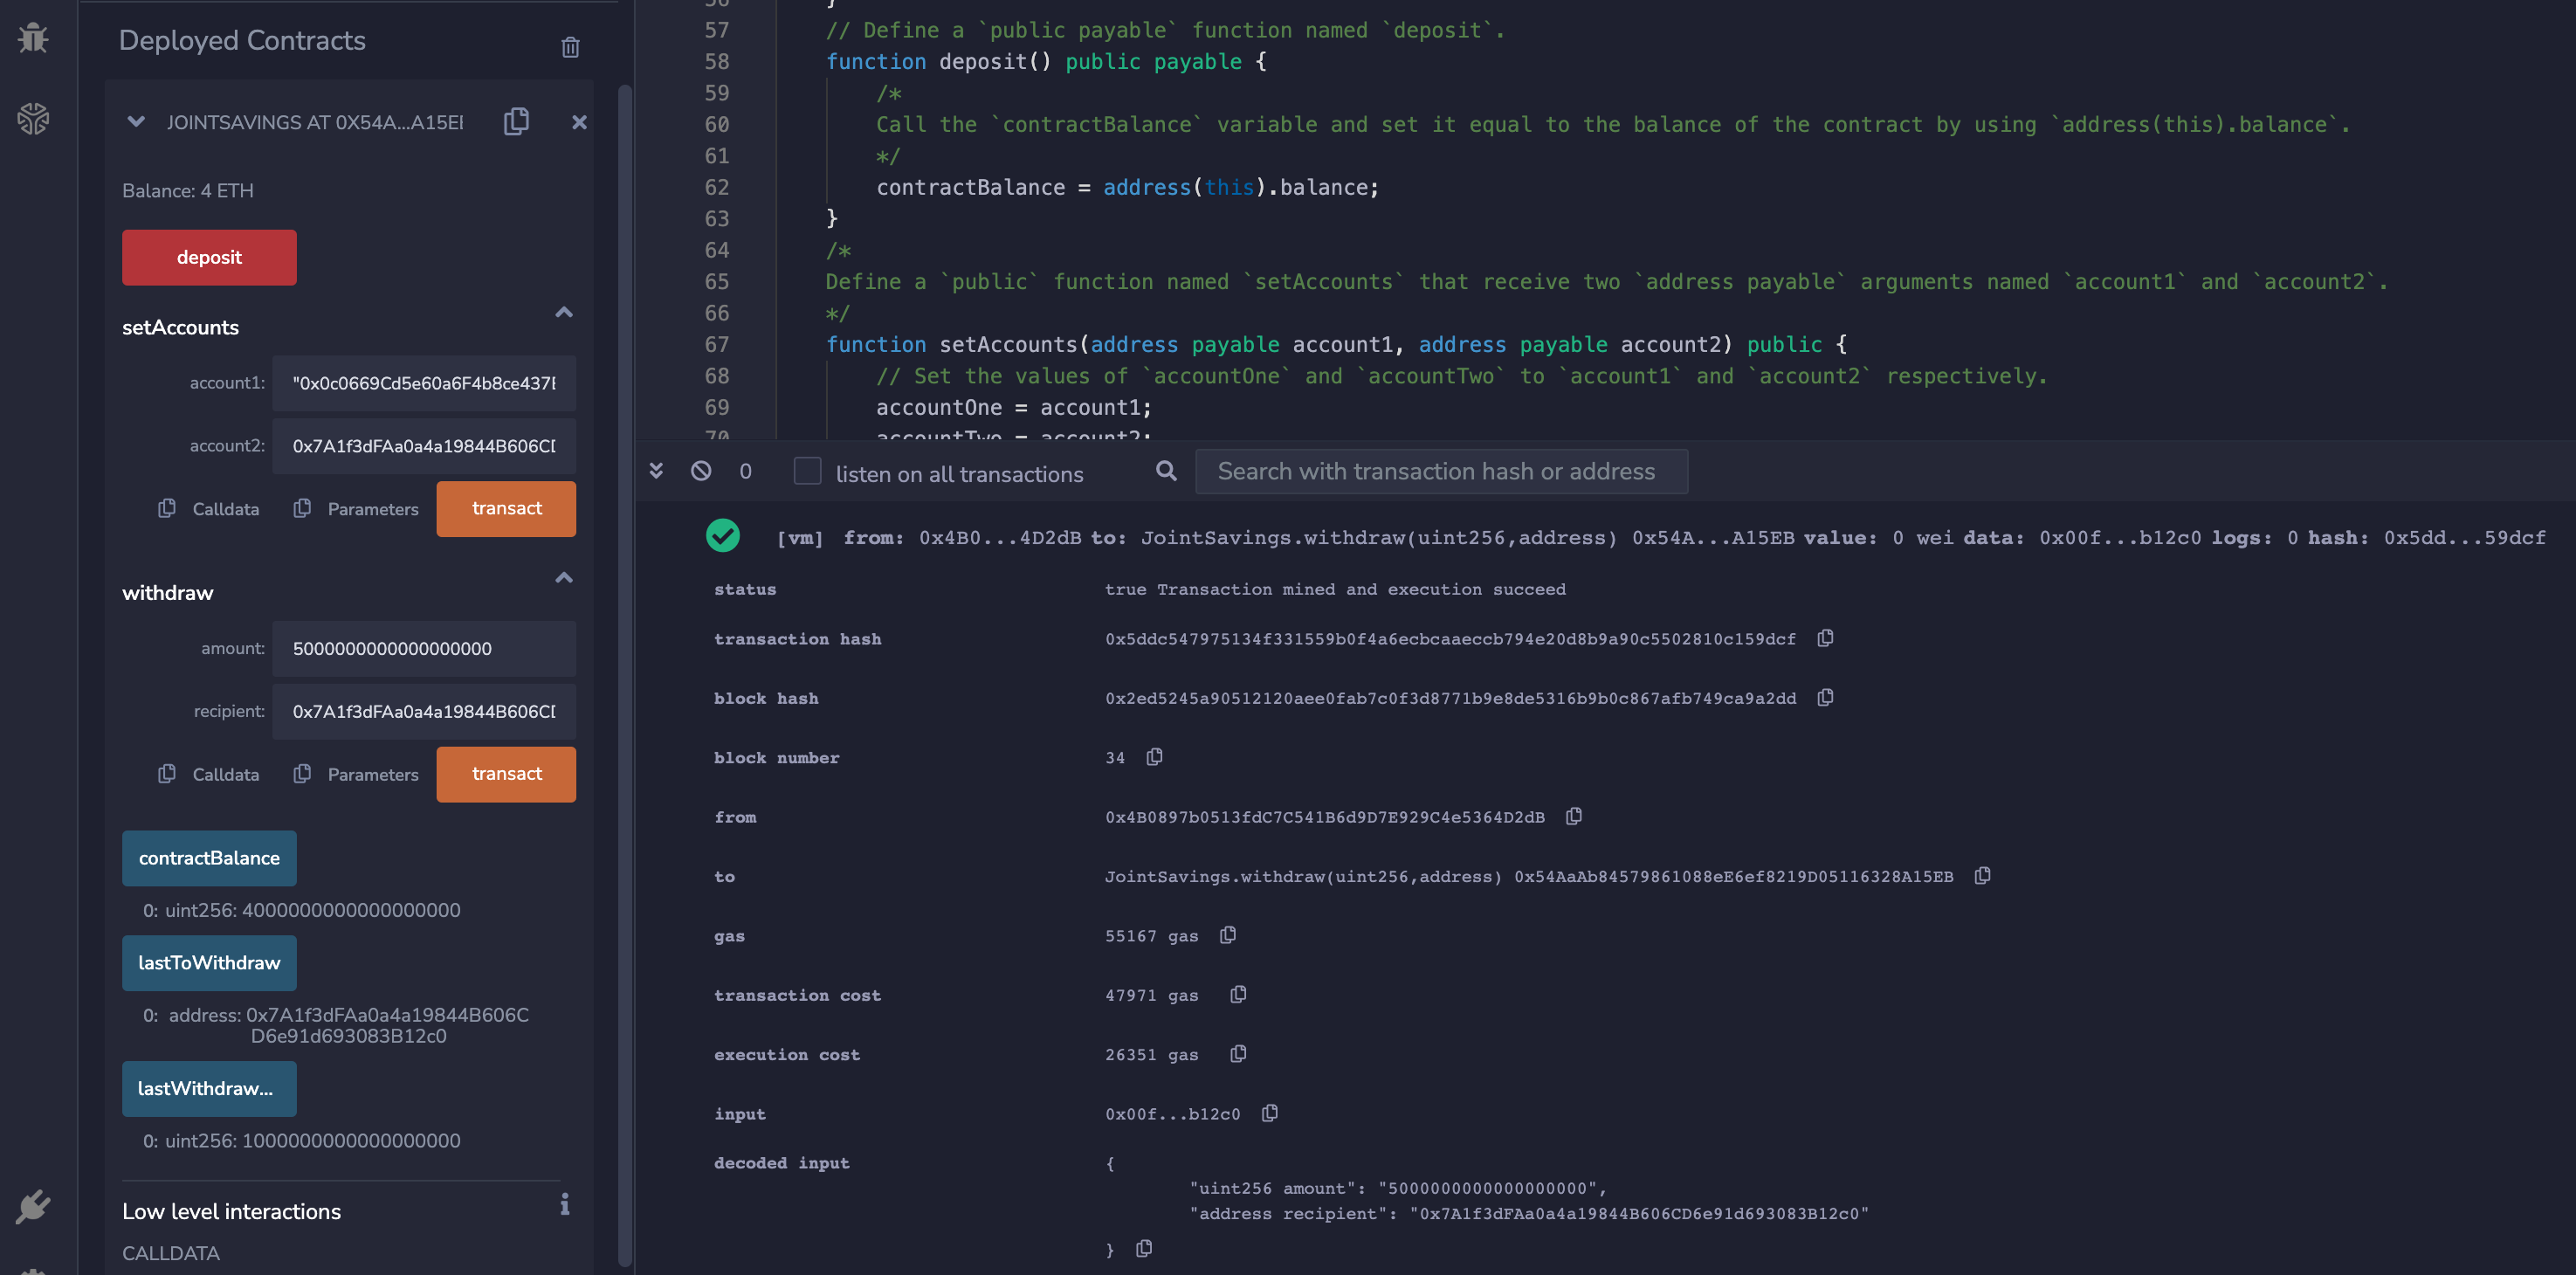 Deployed Contracts
JOINTSAVINGS AT 0X54A...A15EI
Balance: 4 ETH
deposit
setAccounts
account1: "0x0c0669Cd5e60a6F4b8ce437E
account2: 0x7A1f3dFAa0a4a19844B606CD
Calldata Parameters transact
withdraw
amount: 5000000000000000000
recipient: 0x7A1f3dFAa0a4a19844B606CD
Calldata Parameters transact
contractBalance
0: uint256: 4000000000000000000
lastToWithdraw
0: address: 0x7A1f3dFAa0a4a19844B606C
D6e91d693083B12c0
lastWithdraw...
0: uint256: 1000000000000000000
Low level interactions
CALLDATA
56 }
57 // Define a `public payable` function named `deposit`.
58 function deposit() public payable {
59 /*
60 Call the `contractBalance` variable and set it equal to the balance of the contract by using `address(this).balance`.
61 */
62 contractBalance = address(this).balance;
63 }
64 /*
65 Define a `public` function named `setAccounts` that receive two `address payable` arguments named `account1` and `account2`.
66 */
67 function setAccounts(address payable account1, address payable account2) public {
68 // Set the values of `accountOne` and `accountTwo` to `account1` and `account2` respectively.
69 accountOne = account1;
70 accountTwo = account2;
0 listen on all transactions Search with transaction hash or address
[vm] from: 0x4B0...4D2dB to: JointSavings.withdraw(uint256,address) 0x54A...A15EB value: 0 wei data: 0x00f...b12c0 logs: 0 hash: 0x5dd...59dcf
status true Transaction mined and execution succeed
transaction hash 0x5ddc547975134f331559b0f4a6ecbcaaeccb794e20d8b9a90c5502810c159dcf
block hash 0x2ed5245a90512120aee0fab7c0f3d8771b9e8de5316b9b0c867afb749ca9a2dd
block number 34
from 0x4B0897b0513fdC7C541B6d9D7E929C4e5364D2dB
to JointSavings.withdraw(uint256,address) 0x54AaAb84579861088eE6ef8219D05116328A15EB
gas 55167 gas
transaction cost 47971 gas
execution cost 26351 gas
input 0x00f...b12c0
decoded input {
"uint256 amount": "5000000000000000000",
"address recipient": "0x7A1f3dFAa0a4a19844B606CD6e91d693083B12c0"
}